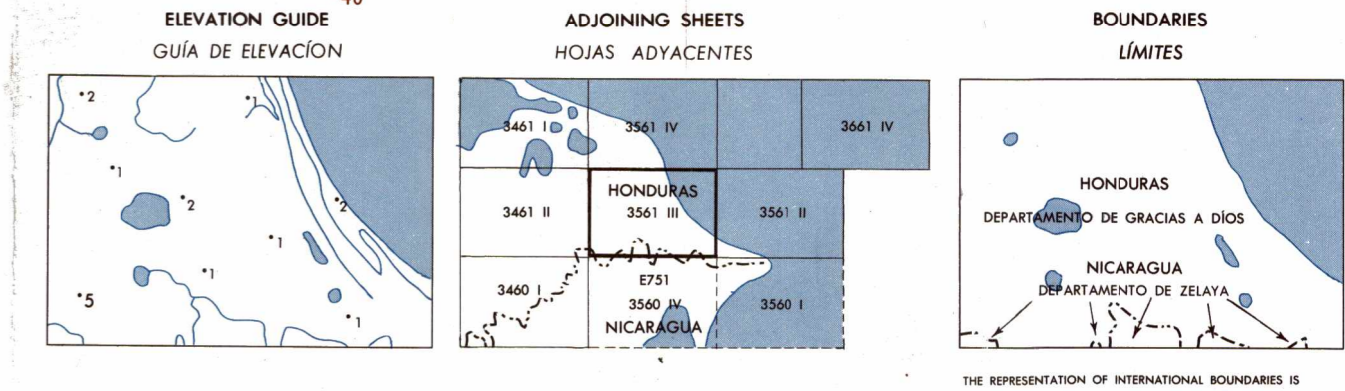 ELEVATION GUIDE
GUÍA DE ELEVACÍON
2
1
1
2
2
1
1
5
1
ADJOINING SHEETS
HOJAS ADYACENTES
3461 I
3561 IV
3661 IV
3461 II
HONDURAS
3561 III
3561 II
3460 I
E751
3560 IV
NICARAGUA
3560 I
BOUNDARIES
LÍMITES
HONDURAS
DEPARTAMENTO DE GRACIAS A DÍOS
NICARAGUA
DEPARTAMENTO DE ZELAYA
THE REPRESENTATION OF INTERNATIONAL BOUNDARIES IS